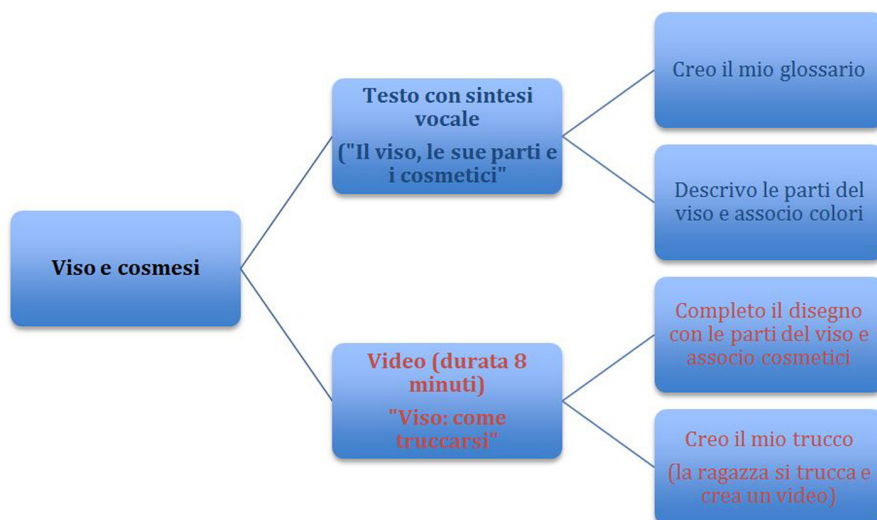 Viso e cosmesi
Testo con sintesi
vocale
("Il viso, le sue parti e
i cosmetici"
Video (durata 8
minuti)
"Viso: come
truccarsi"
Creo il mio glossario
Descrivo le parti del
viso e associo colori
Completo il disegno
con le parti del viso e
associo cosmetici
Creo il mio trucco
(la ragazza si trucca e
crea un video)